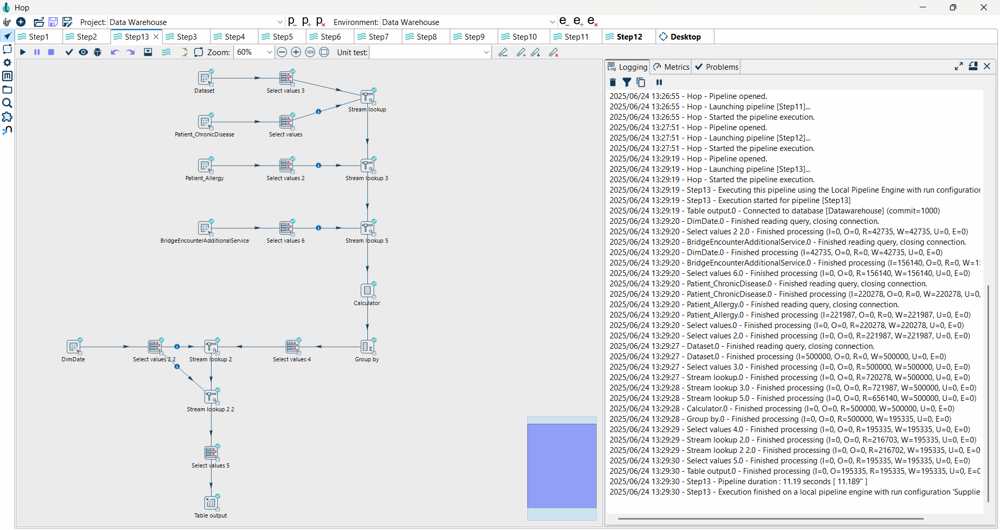 Hop
Hop Project: Data Warehouse p... p+ px Environment: Data Warehouse e... e+ ex
Step1 Step2 Step13 Step3 Step4 Step5 Step6 Step7 Step8 Step9 Step10 Step11 Step12 Desktop
Zoom: 60% 100% Unit test:
Dataset
Select values 3
Stream lookup
Patient_ChronicDisease
Select values
Patient_Allergy
Select values 2
Stream lookup 3
BridgeEncounterAdditionalService
Select values 6
Stream lookup 5
Calculator
DimDate
Select values 2 2
Stream lookup 2
Select values 4
Group by
Stream lookup 2 2
Select values 5
Table output
Logging Metrics Problems
2025/06/24 13:26:55 - Hop - Pipeline opened.
2025/06/24 13:26:55 - Hop - Launching pipeline [Step11]...
2025/06/24 13:26:55 - Hop - Started the pipeline execution.
2025/06/24 13:27:51 - Hop - Pipeline opened.
2025/06/24 13:27:51 - Hop - Launching pipeline [Step12]...
2025/06/24 13:27:51 - Hop - Started the pipeline execution.
2025/06/24 13:29:19 - Hop - Pipeline opened.
2025/06/24 13:29:19 - Hop - Launching pipeline [Step13]...
2025/06/24 13:29:19 - Hop - Started the pipeline execution.
2025/06/24 13:29:19 - Step13 - Executing this pipeline using the Local Pipeline Engine with run configuration
2025/06/24 13:29:19 - Step13 - Execution started for pipeline [Step13]
2025/06/24 13:29:19 - Table output.0 - Connected to database [Datawarehouse] (commit=1000)
2025/06/24 13:29:20 - DimDate.0 - Finished reading query, closing connection.
2025/06/24 13:29:20 - Select values 2 2.0 - Finished processing (I=0, O=0, R=42735, W=42735, U=0, E=0)
2025/06/24 13:29:20 - BridgeEncounterAdditionalService.0 - Finished reading query, closing connection.
2025/06/24 13:29:20 - DimDate.0 - Finished processing (I=42735, O=0, R=0, W=42735, U=0, E=0)
2025/06/24 13:29:20 - BridgeEncounterAdditionalService.0 - Finished processing (I=156140, O=0, R=0, W=1
2025/06/24 13:29:20 - Select values 6.0 - Finished processing (I=0, O=0, R=156140, W=156140, U=0, E=0)
2025/06/24 13:29:20 - Patient_ChronicDisease.0 - Finished reading query, closing connection.
2025/06/24 13:29:20 - Patient_ChronicDisease.0 - Finished processing (I=220278, O=0, R=0, W=220278, U=0,
2025/06/24 13:29:20 - Patient_Allergy.0 - Finished reading query, closing connection.
2025/06/24 13:29:20 - Patient_Allergy.0 - Finished processing (I=221987, O=0, R=0, W=221987, U=0, E=0)
2025/06/24 13:29:20 - Select values.0 - Finished processing (I=0, O=0, R=220278, W=220278, U=0, E=0)
2025/06/24 13:29:20 - Select values 2.0 - Finished processing (I=0, O=0, R=221987, W=221987, U=0, E=0)
2025/06/24 13:29:27 - Dataset.0 - Finished reading query, closing connection.
2025/06/24 13:29:27 - Dataset.0 - Finished processing (I=500000, O=0, R=0, W=500000, U=0, E=0)
2025/06/24 13:29:27 - Select values 3.0 - Finished processing (I=0, O=0, R=500000, W=500000, U=0, E=0)
2025/06/24 13:29:27 - Stream lookup.0 - Finished processing (I=0, O=0, R=720278, W=500000, U=0, E=0)
2025/06/24 13:29:28 - Stream lookup 3.0 - Finished processing (I=0, O=0, R=721987, W=500000, U=0, E=0)
2025/06/24 13:29:28 - Stream lookup 5.0 - Finished processing (I=0, O=0, R=656140, W=500000, U=0, E=0)
2025/06/24 13:29:28 - Calculator.0 - Finished processing (I=0, O=0, R=500000, W=500000, U=0, E=0)
2025/06/24 13:29:28 - Group by.0 - Finished processing (I=0, O=0, R=500000, W=195335, U=0, E=0)
2025/06/24 13:29:29 - Select values 4.0 - Finished processing (I=0, O=0, R=195335, W=195335, U=0, E=0)
2025/06/24 13:29:29 - Stream lookup 2.0 - Finished processing (I=0, O=0, R=216703, W=195335, U=0, E=0)
2025/06/24 13:29:29 - Stream lookup 2 2.0 - Finished processing (I=0, O=0, R=216702, W=195335, U=0, E=0
2025/06/24 13:29:30 - Select values 5.0 - Finished processing (I=0, O=0, R=195335, W=195335, U=0, E=0)
2025/06/24 13:29:30 - Table output.0 - Finished processing (I=0, O=195335, R=195335, W=195335, U=0, E=0
2025/06/24 13:29:30 - Step13 - Pipeline duration : 11.19 seconds [ 11.189" ]
2025/06/24 13:29:30 - Step13 - Execution finished on a local pipeline engine with run configuration 'Supplie